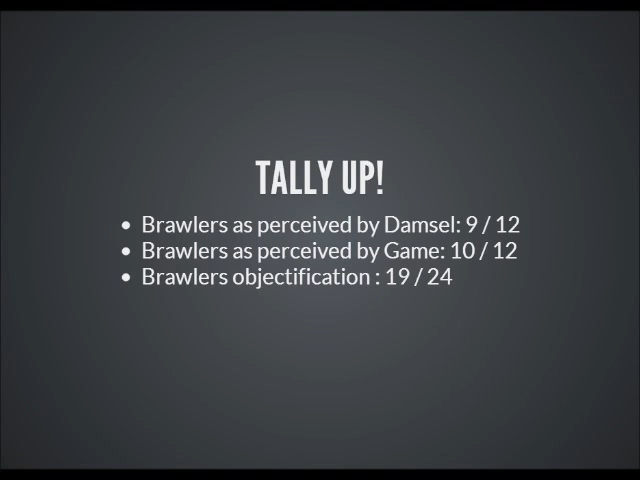 TALLY UP!
• Brawlers as perceived by Damsel: 9 / 12
• Brawlers as perceived by Game: 10 / 12
• Brawlers objectification : 19 / 24